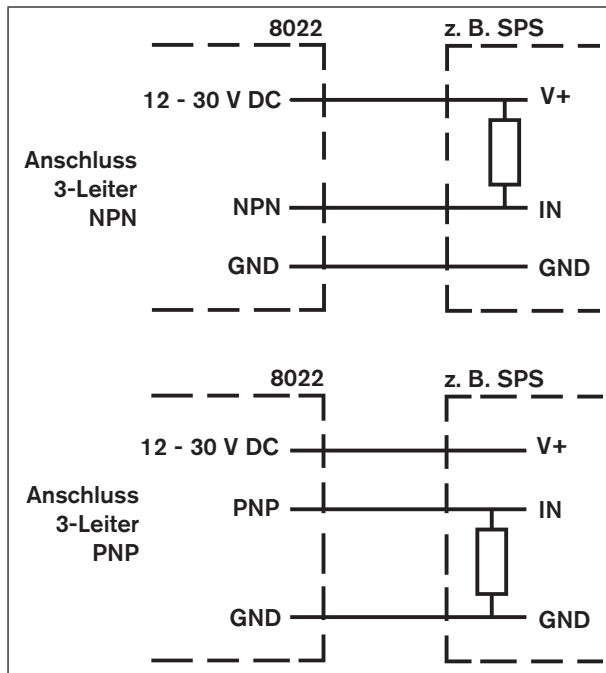 8022 z. B. SPS
12 - 30 V DC V+
Anschluss
3-Leiter
NPN
NPN IN
GND GND
8022 z. B. SPS
12 - 30 V DC V+
Anschluss
3-Leiter
PNP
PNP IN
GND GND